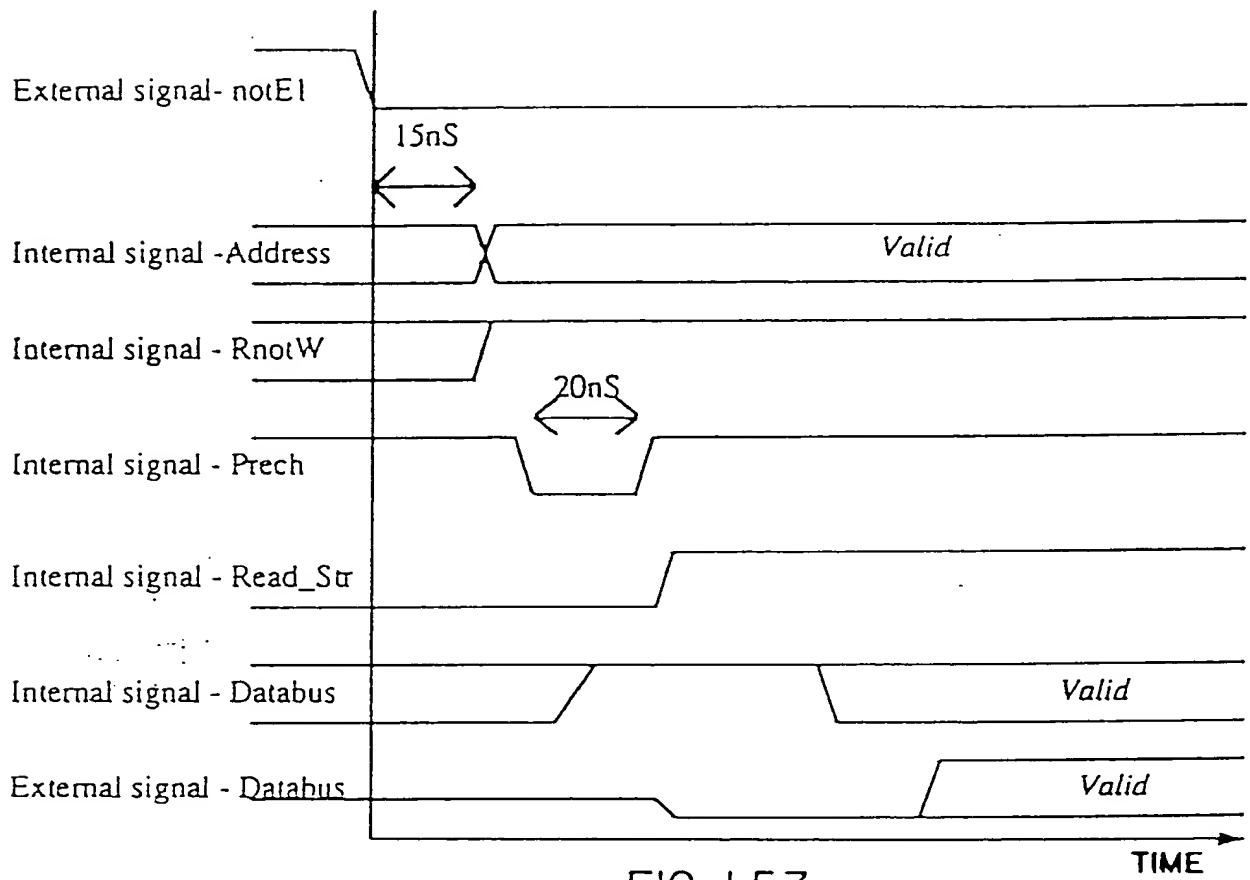 External signal- notE1
15nS
Internal signal -Address
Valid
Internal signal - RnotW
20nS
Internal signal - Prech
Internal signal - Read_Str
Internal signal - Databus
Valid
External signal - Databus
Valid
TIME